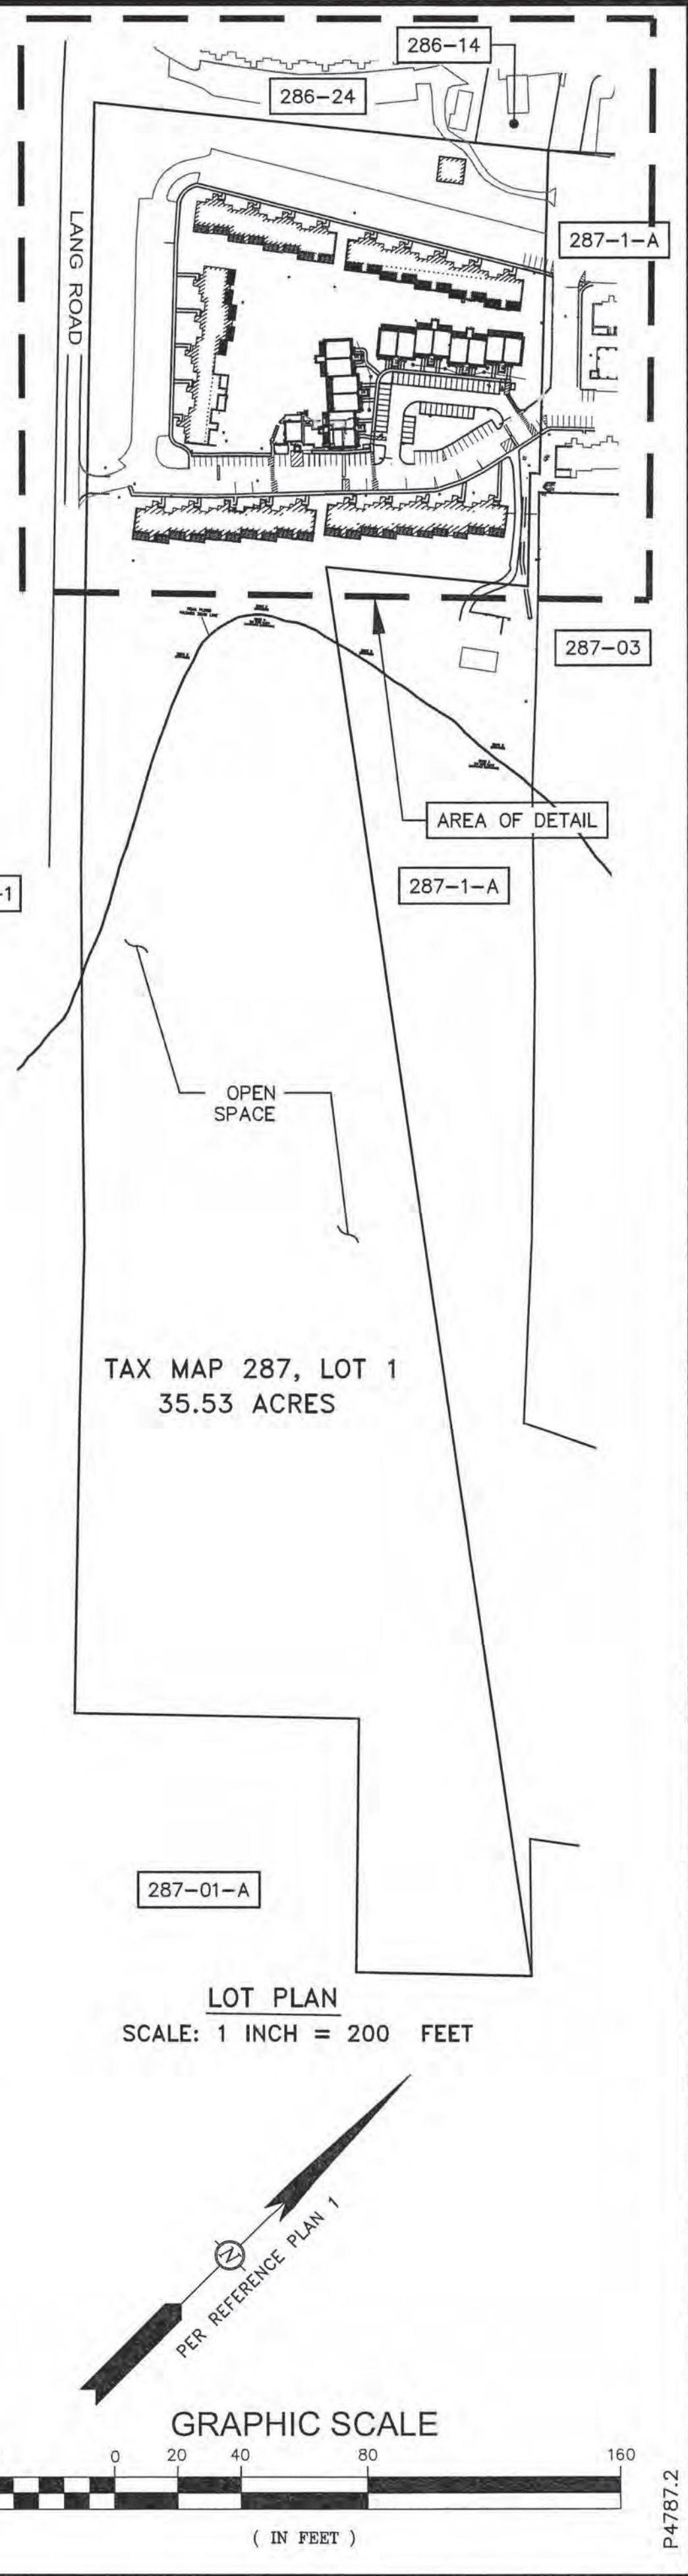 286-14
286-24
LANG ROAD
287-1-A
287-03
AREA OF DETAIL
287-1-A
-1
OPEN
SPACE
TAX MAP 287, LOT 1
35.53 ACRES
287-01-A
LOT PLAN
SCALE: 1 INCH = 200 FEET
N
PER REFERENCE PLAN 1
GRAPHIC SCALE
0 20 40 80 160
( IN FEET )
P4787.2